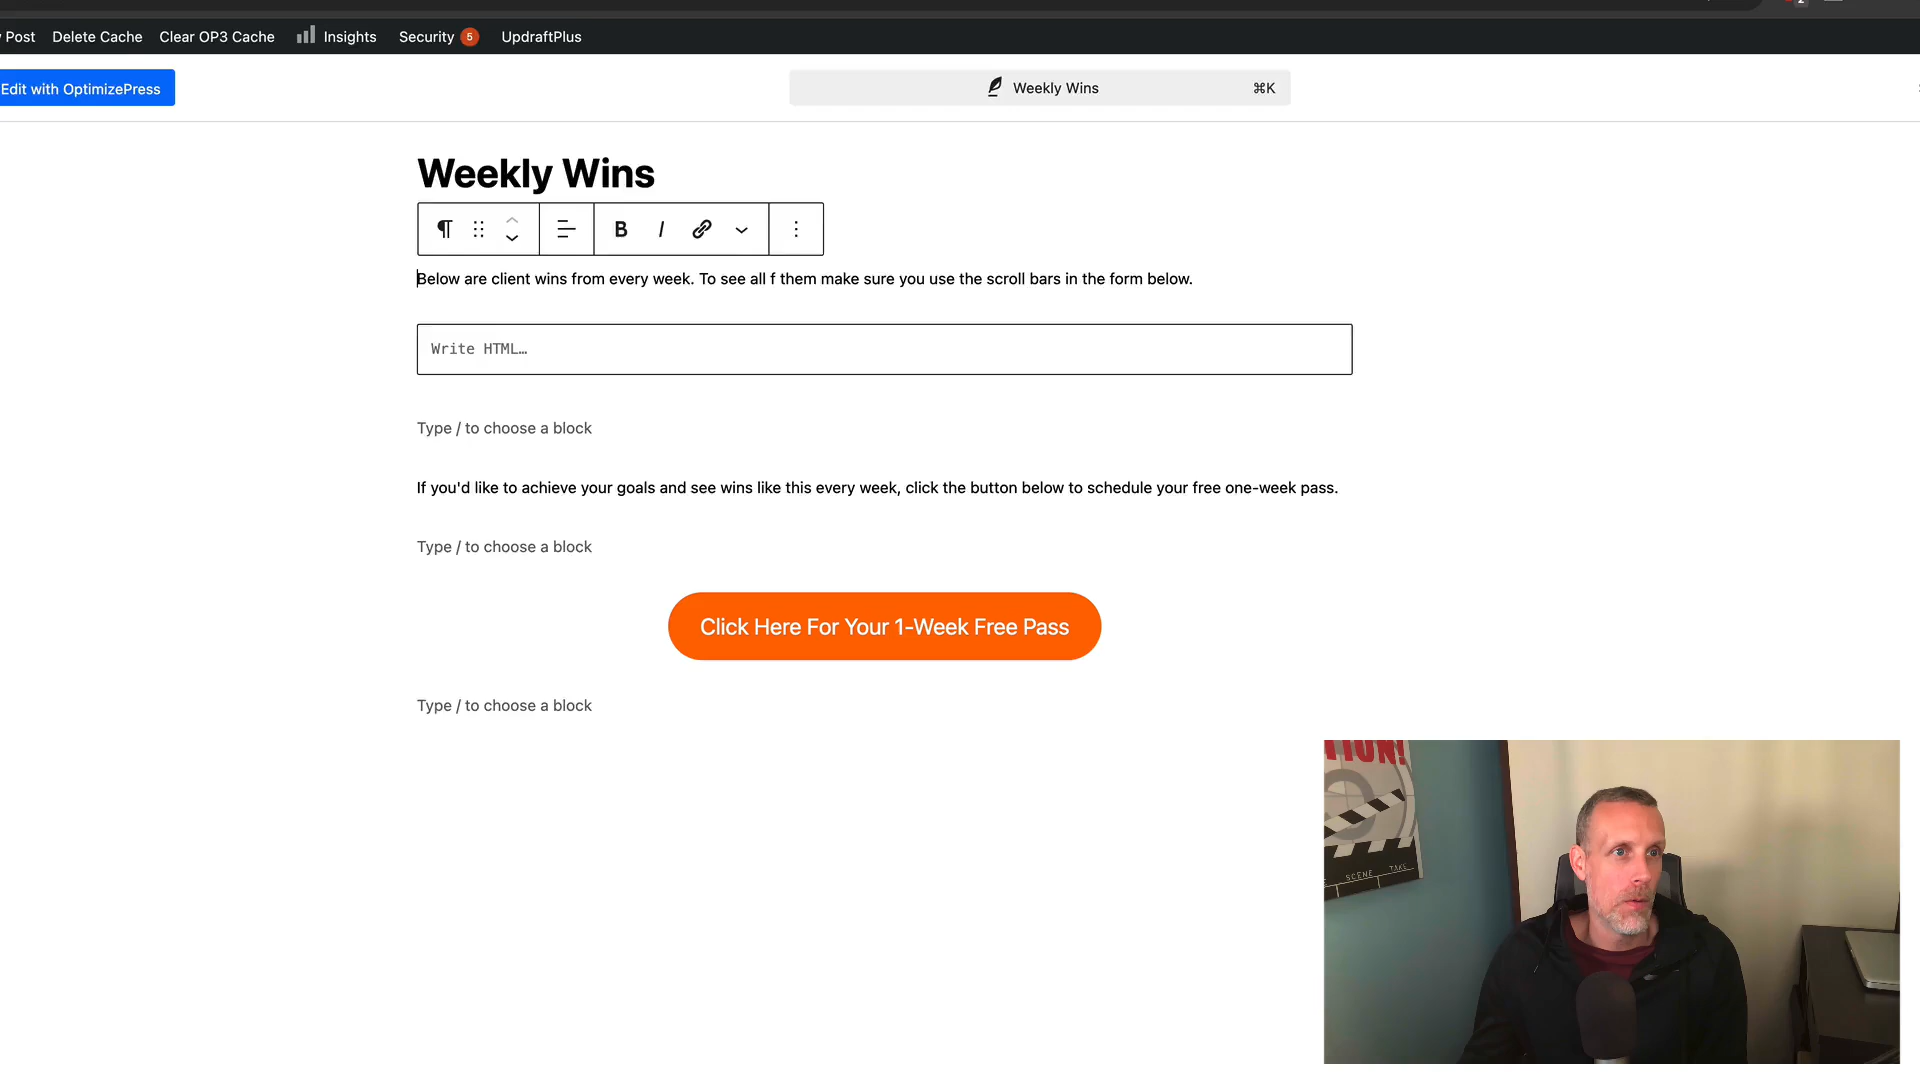 Post
Delete Cache
Clear OP3 Cache
Insights
Security 5
UpdraftPlus
Edit with OptimizePress
Weekly Wins
⌘K
Weekly Wins
B I
Below are client wins from every week. To see all f them make sure you use the scroll bars in the form below.
Write HTML…
Type / to choose a block
If you'd like to achieve your goals and see wins like this every week, click the button below to schedule your free one-week pass.
Type / to choose a block
Click Here For Your 1-Week Free Pass
Type / to choose a block
TION!
SCENE TAKE